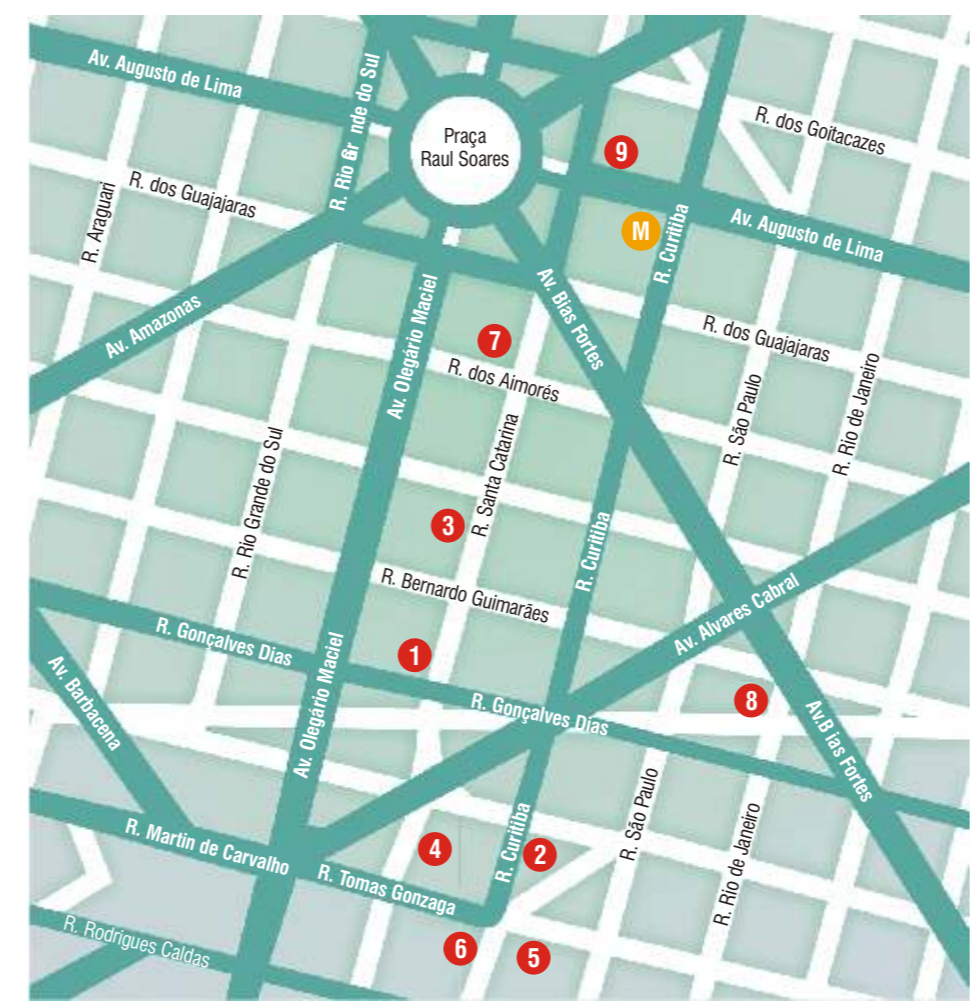 Av. Augusto de Lima
R. Rio Gr nde do Sul
Praça
Raul Soares
R. dos Goitacazes
9
R. Araguari
R. dos Guajajaras
M
R. Curitiba
Av. Augusto de Lima
Av. Amazonas
Av. Olegário Maciel
Av. Bias Fortes
7
R. dos Guajajaras
R. dos Aimorés
R. São Paulo
R. Rio de Janeiro
R. Rio Grande do Sul
R. Santa Catarina
3
R. Curitiba
R. Bernardo Guimarães
Av. Alvares Cabral
R. Gonçalves Dias
1
Av. Olegário Maciel
Av. Barbacena
R. Gonçalves Dias
8
Av.B ias Fortes
R. Martin de Carvalho
4
R. Curitiba
2
R. São Paulo
R. Rio de Janeiro
R. Tomas Gonzaga
R. Rodrigues Caldas
6
5